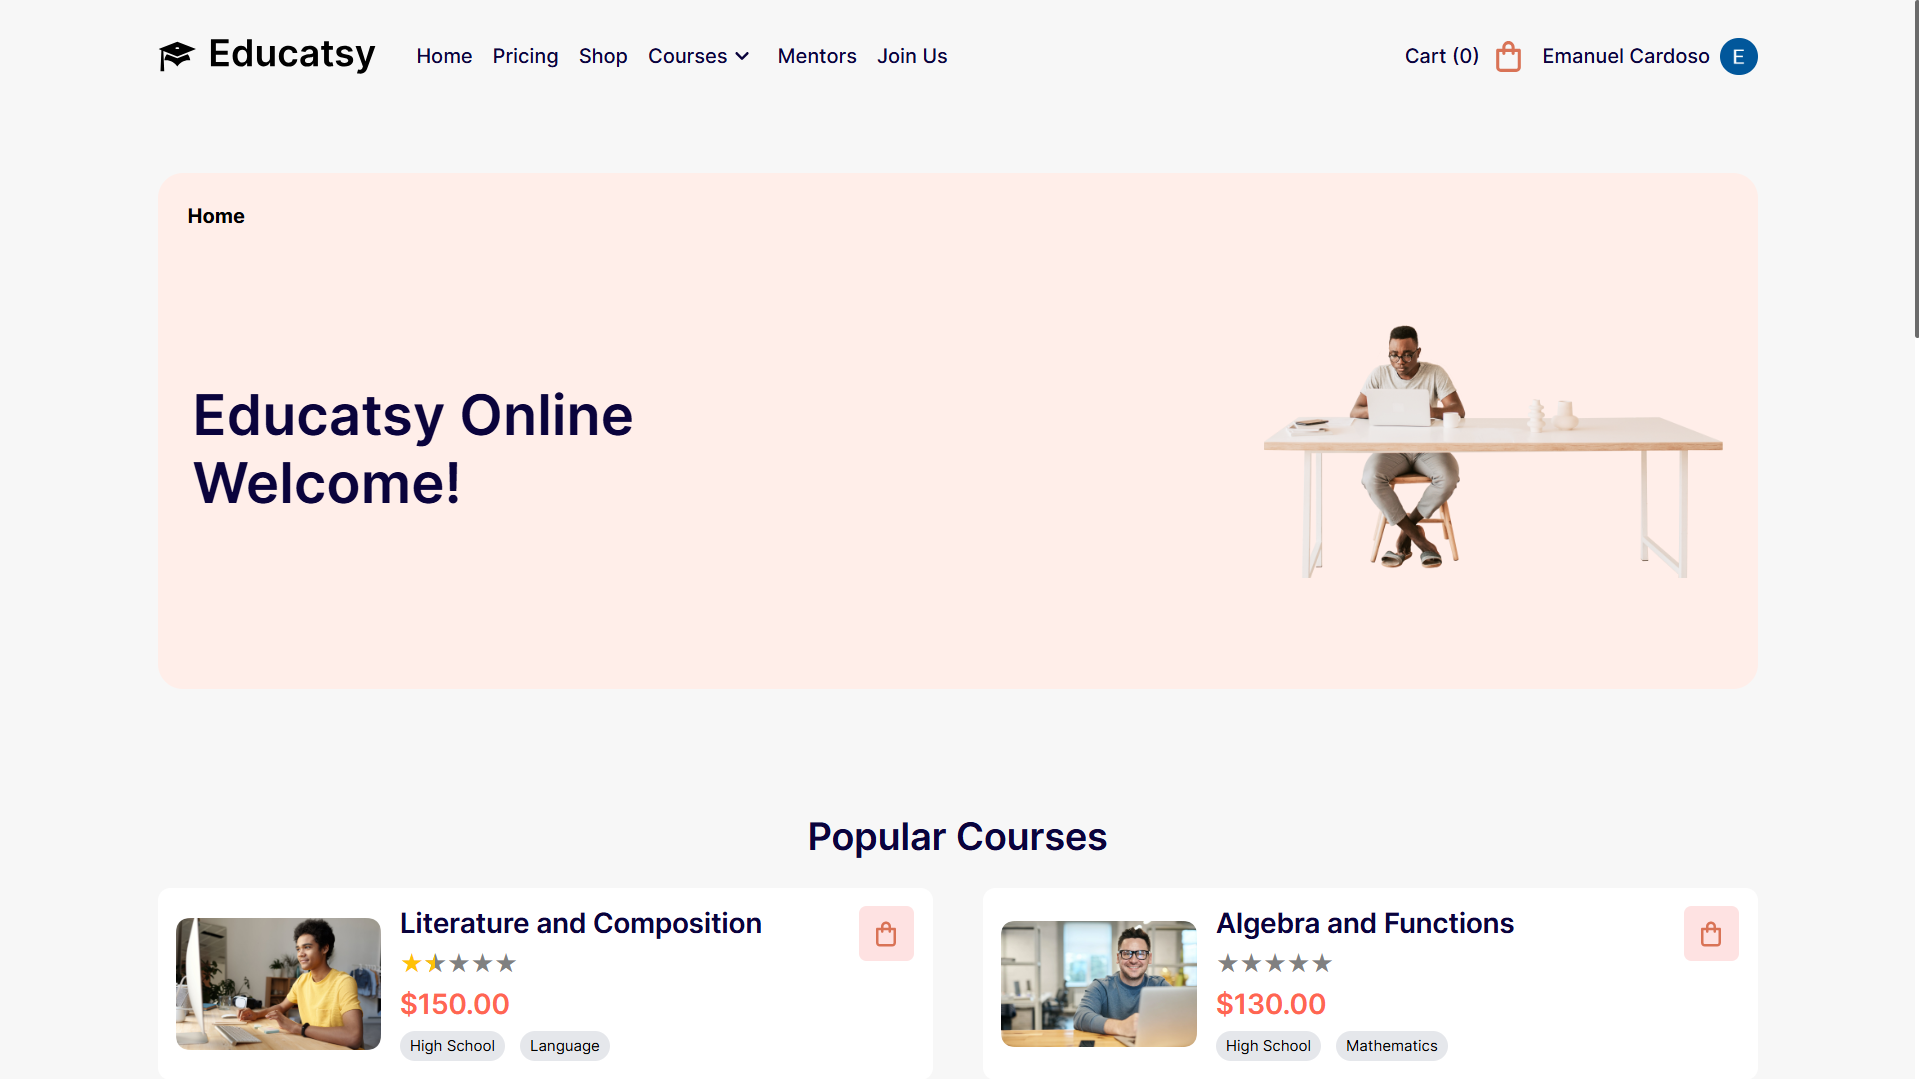 Educatsy
Home Pricing Shop Courses Mentors Join Us
Cart (0) Emanuel Cardoso E
Home
Educatsy Online
Welcome!
Popular Courses
Literature and Composition
$150.00
High School Language
Algebra and Functions
$130.00
High School Mathematics